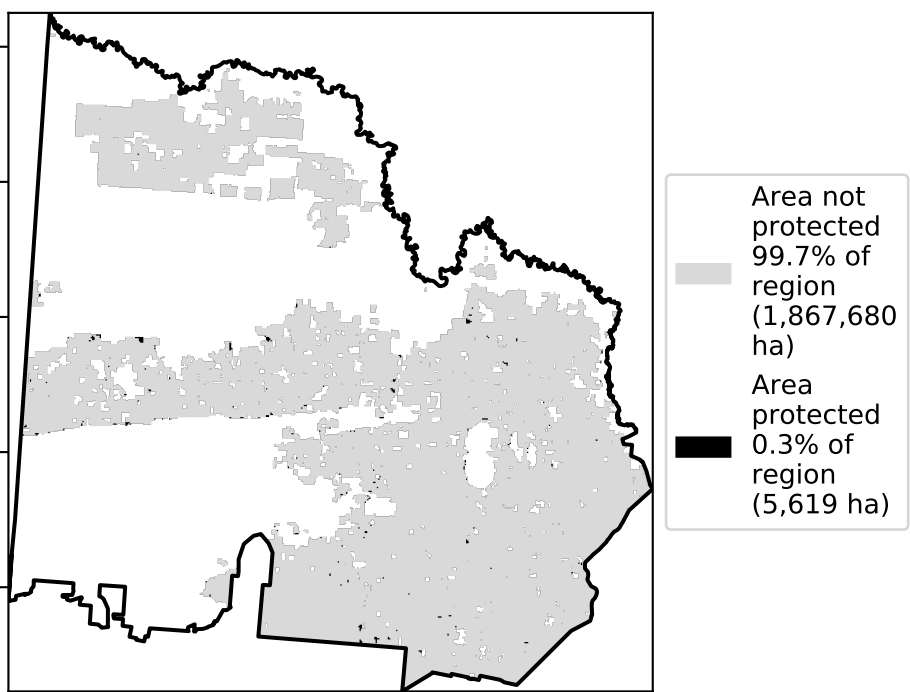 Area not
protected
99.7% of
region
(1,867,680
ha)
Area
protected
0.3% of
region
(5,619 ha)